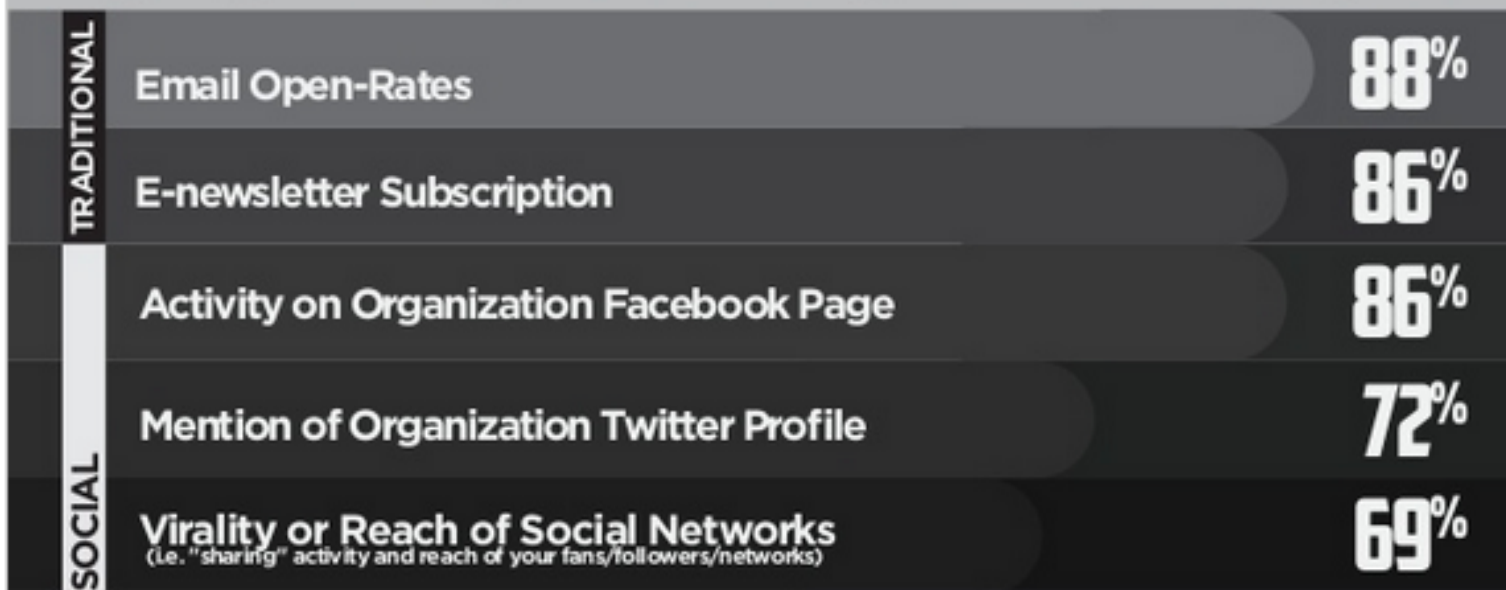 TRADITIONAL
Email Open-Rates 88%
E-newsletter Subscription 86%
SOCIAL
Activity on Organization Facebook Page 86%
Mention of Organization Twitter Profile 72%
Virality or Reach of Social Networks 69%
(i.e. "sharing" activity and reach of your fans/followers/networks)